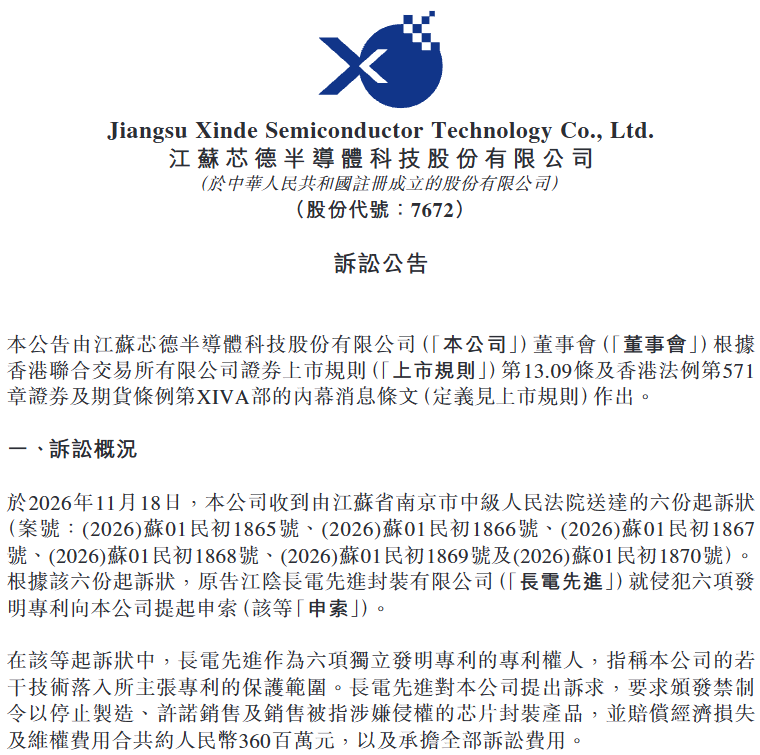 Jiangsu Xinde Semiconductor Technology Co., Ltd.
江蘇芯德半導體科技股份有限公司
(於中華人民共和國註冊成立的股份有限公司)
（股份代號：7672）
訴訟公告
本公告由江蘇芯德半導體科技股份有限公司(「本公司」)董事會(「董事會」)根據
香港聯合交易所有限公司證券上市規則(「上市規則」)第13.09條及香港法例第571
章證券及期貨條例第XIVA部的內幕消息條文(定義見上市規則)作出。
一、訴訟概況
於2026年11月18日，本公司收到由江蘇省南京市中級人民法院送達的六份起訴狀
(案號：(2026)蘇01民初1865號、(2026)蘇01民初1866號、(2026)蘇01民初1867
號、(2026)蘇01民初1868號、(2026)蘇01民初1869號及(2026)蘇01民初1870號)。
根據該六份起訴狀，原告江陰長電先進封裝有限公司(「長電先進」)就侵犯六項發
明專利向本公司提起申索(該等「申索」)。
在該等起訴狀中，長電先進作為六項獨立發明專利的專利權人，指稱本公司的若
干技術落入所主張專利的保護範圍。長電先進對本公司提出訴求，要求頒發禁制
令以停止製造、許諾銷售及銷售被指涉嫌侵權的芯片封裝產品，並賠償經濟損失
及維權費用合共約人民幣360百萬元，以及承擔全部訴訟費用。